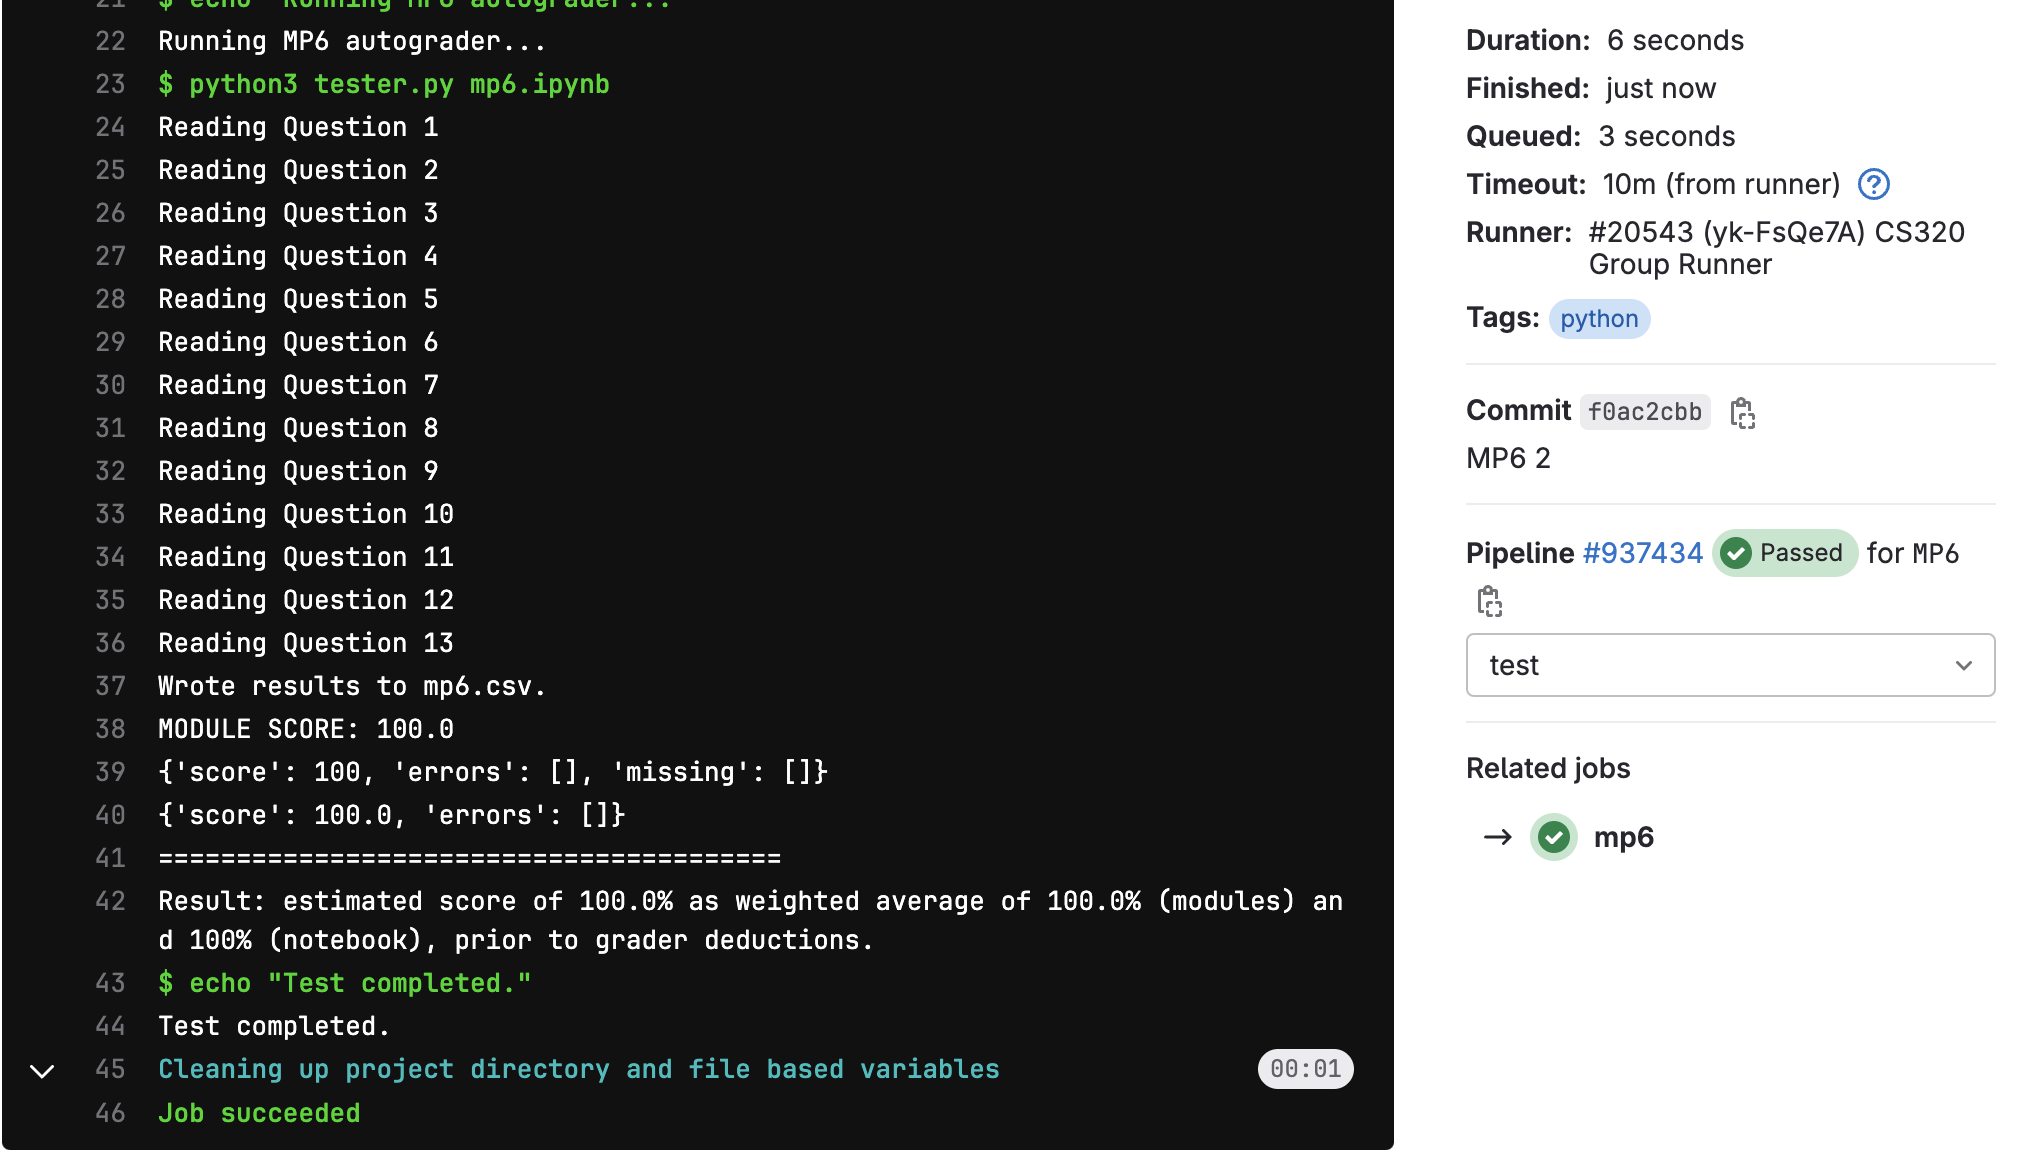 21 $ echo "Running MP6 autograder...
22 Running MP6 autograder...
23 $ python3 tester.py mp6.ipynb
24 Reading Question 1
25 Reading Question 2
26 Reading Question 3
27 Reading Question 4
28 Reading Question 5
29 Reading Question 6
30 Reading Question 7
31 Reading Question 8
32 Reading Question 9
33 Reading Question 10
34 Reading Question 11
35 Reading Question 12
36 Reading Question 13
37 Wrote results to mp6.csv.
38 MODULE SCORE: 100.0
39 {'score': 100, 'errors': [], 'missing': []}
40 {'score': 100.0, 'errors': []}
41 ========================================
42 Result: estimated score of 100.0% as weighted average of 100.0% (modules) an
d 100% (notebook), prior to grader deductions.
43 $ echo "Test completed."
44 Test completed.
45 Cleaning up project directory and file based variables 00:01
46 Job succeeded
Duration: 6 seconds
Finished: just now
Queued: 3 seconds
Timeout: 10m (from runner) ?
Runner: #20543 (yk-FsQe7A) CS320
Group Runner
Tags: python
Commit f0ac2cbb
MP6 2
Pipeline #937434 Passed for MP6
test
Related jobs
→ mp6